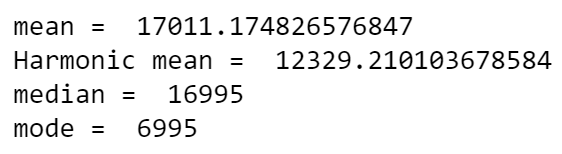 mean =  17011.174826576847
Harmonic mean =  12329.210103678584
median =  16995
mode =  6995